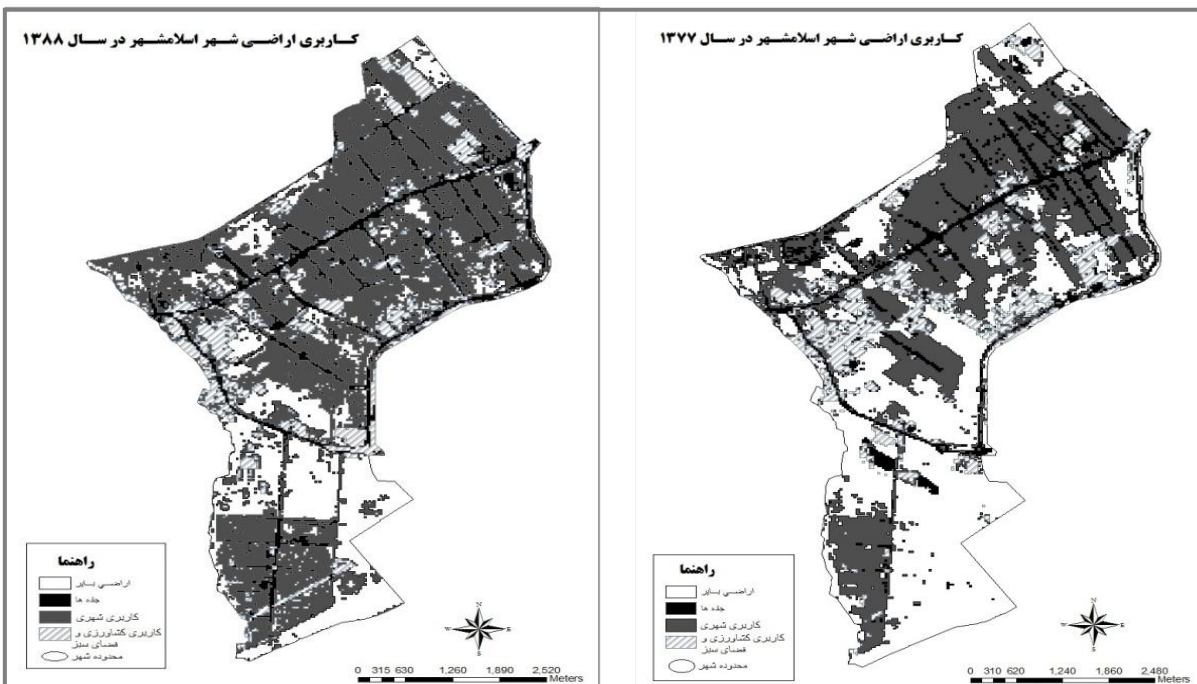 کاربری اراضی شهر اسلامشهر در سال ۱۳۷۷
راهنما
اراضی بایر
جاده ها
کاربری شهری
کاربری کشاورزی و
فضای سبز
محدوده شهر
N
W
E
S
0 310 620 1,240 1,860 2,480
Meters
کاربری اراضی شهر اسلامشهر در سال ۱۳۸۸
راهنما
اراضی بایر
جاده ها
کاربری شهری
کاربری کشاورزی و
فضای سبز
محدوده شهر
N
W
E
S
0 315 630 1,260 1,890 2,520
Meters